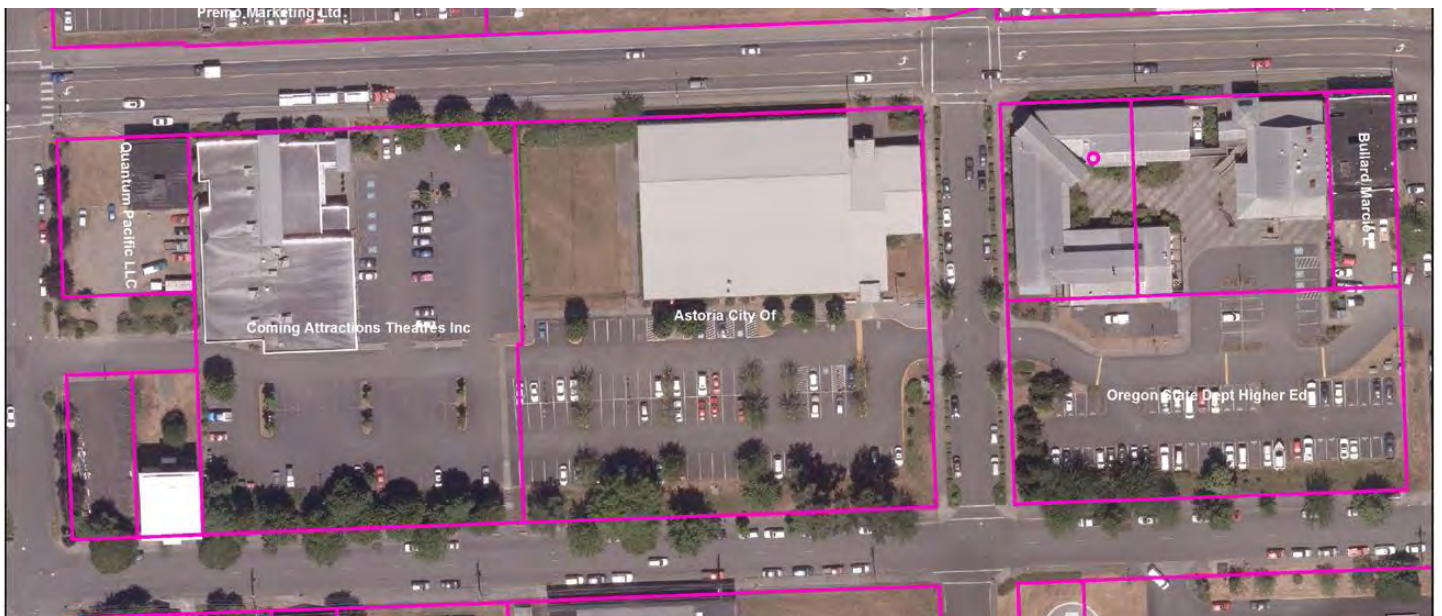 Premo Marketing Ltd
Quantum Pacific LLC
Coming Attractions Theatres Inc
Astoria City Of
Bullard Marcie L
Oregon State Dept Higher Ed